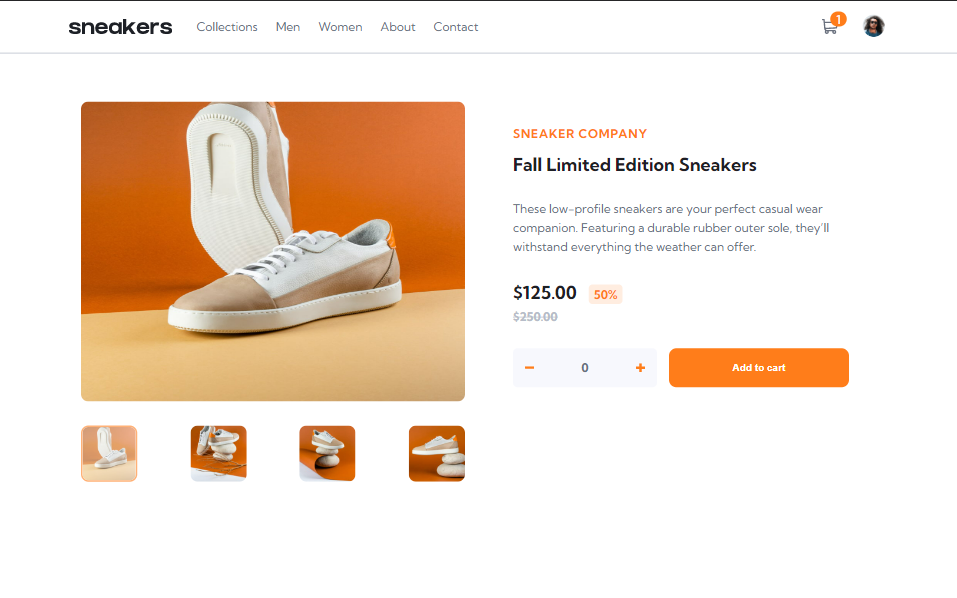 sneakers Collections Men Women About Contact 1
SNEAKER COMPANY
Fall Limited Edition Sneakers
These low-profile sneakers are your perfect casual wear
companion. Featuring a durable rubber outer sole, they'll
withstand everything the weather can offer.
$125.00 50%
$250.00
− 0 + Add to cart